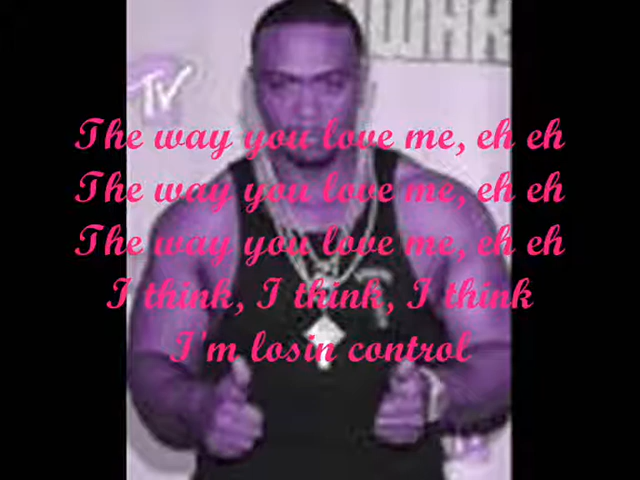 TV
The way you love me, eh eh
The way you love me, eh eh
The way you love me, eh eh
I think, I think, I think
I'm losin control